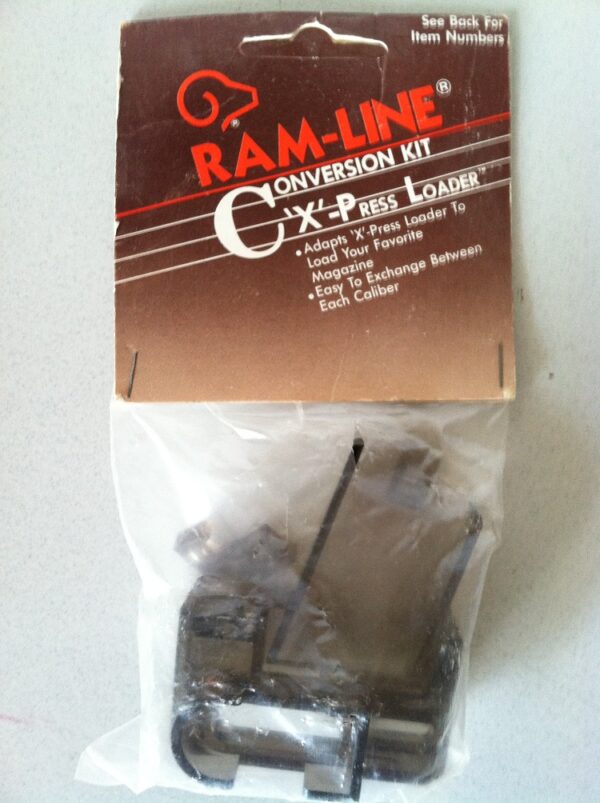 See Back For
Item Numbers
®
RAM-LINE®
CONVERSION KIT
'X'-PRESS LOADER™
• Adapts 'X'-Press Loader To
Load Your Favorite
Magazine
• Easy To Exchange Between
Each Caliber